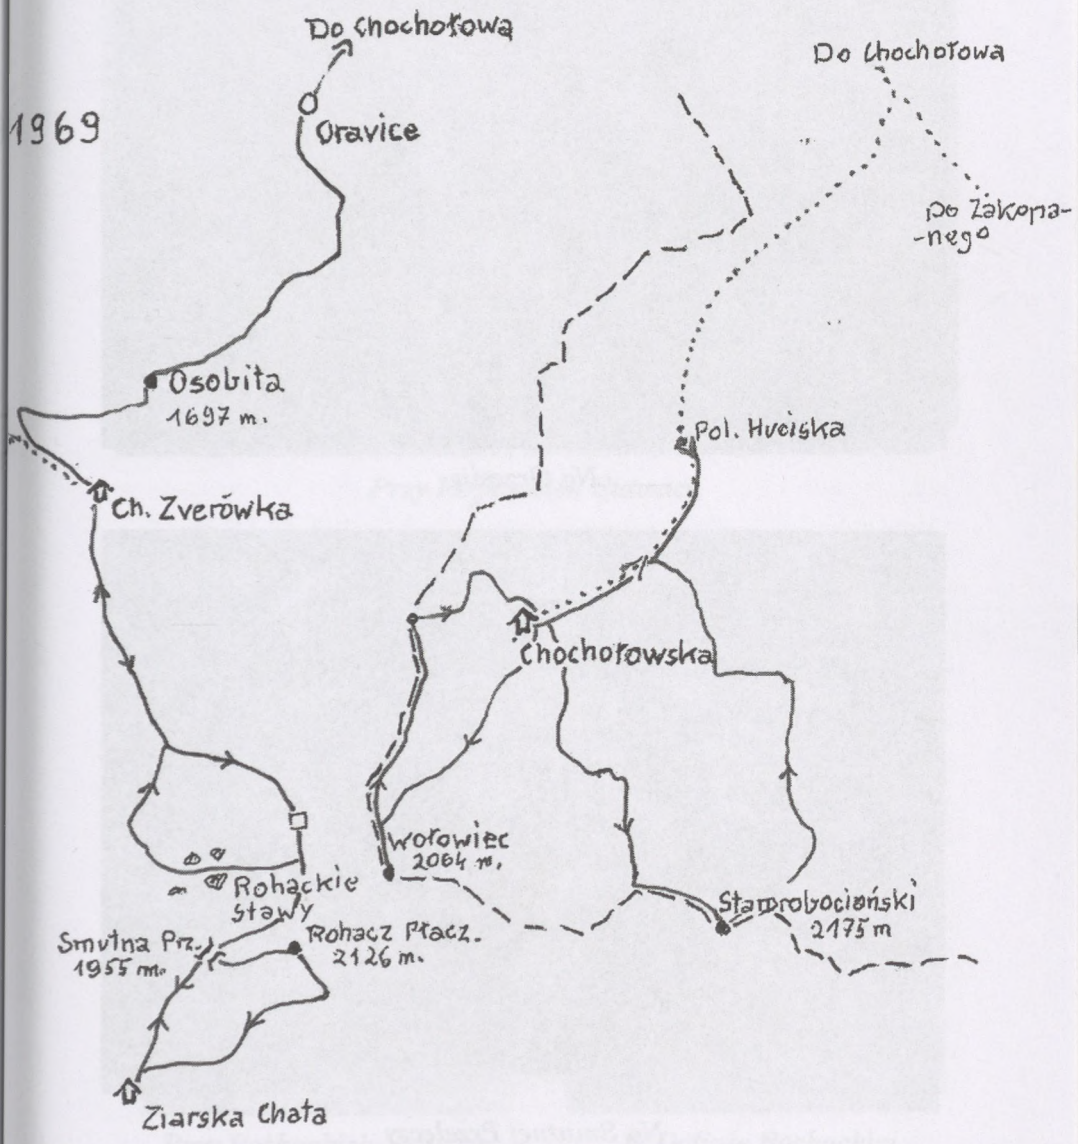 Do Chochołowa
Do Chochołowa
1969
Oravice
Do Zakopa-
-nego
Osobita
1697 m.
Pol. Huciska
Ch. Zverówka
Chochołowska
Wołowiec
2064 m.
Rohackie
Stawy
Starorobociański
2175 m
Smutna Prz.
1955 m.
Rohacz Płacz.
2126 m.
Ziarska Chata